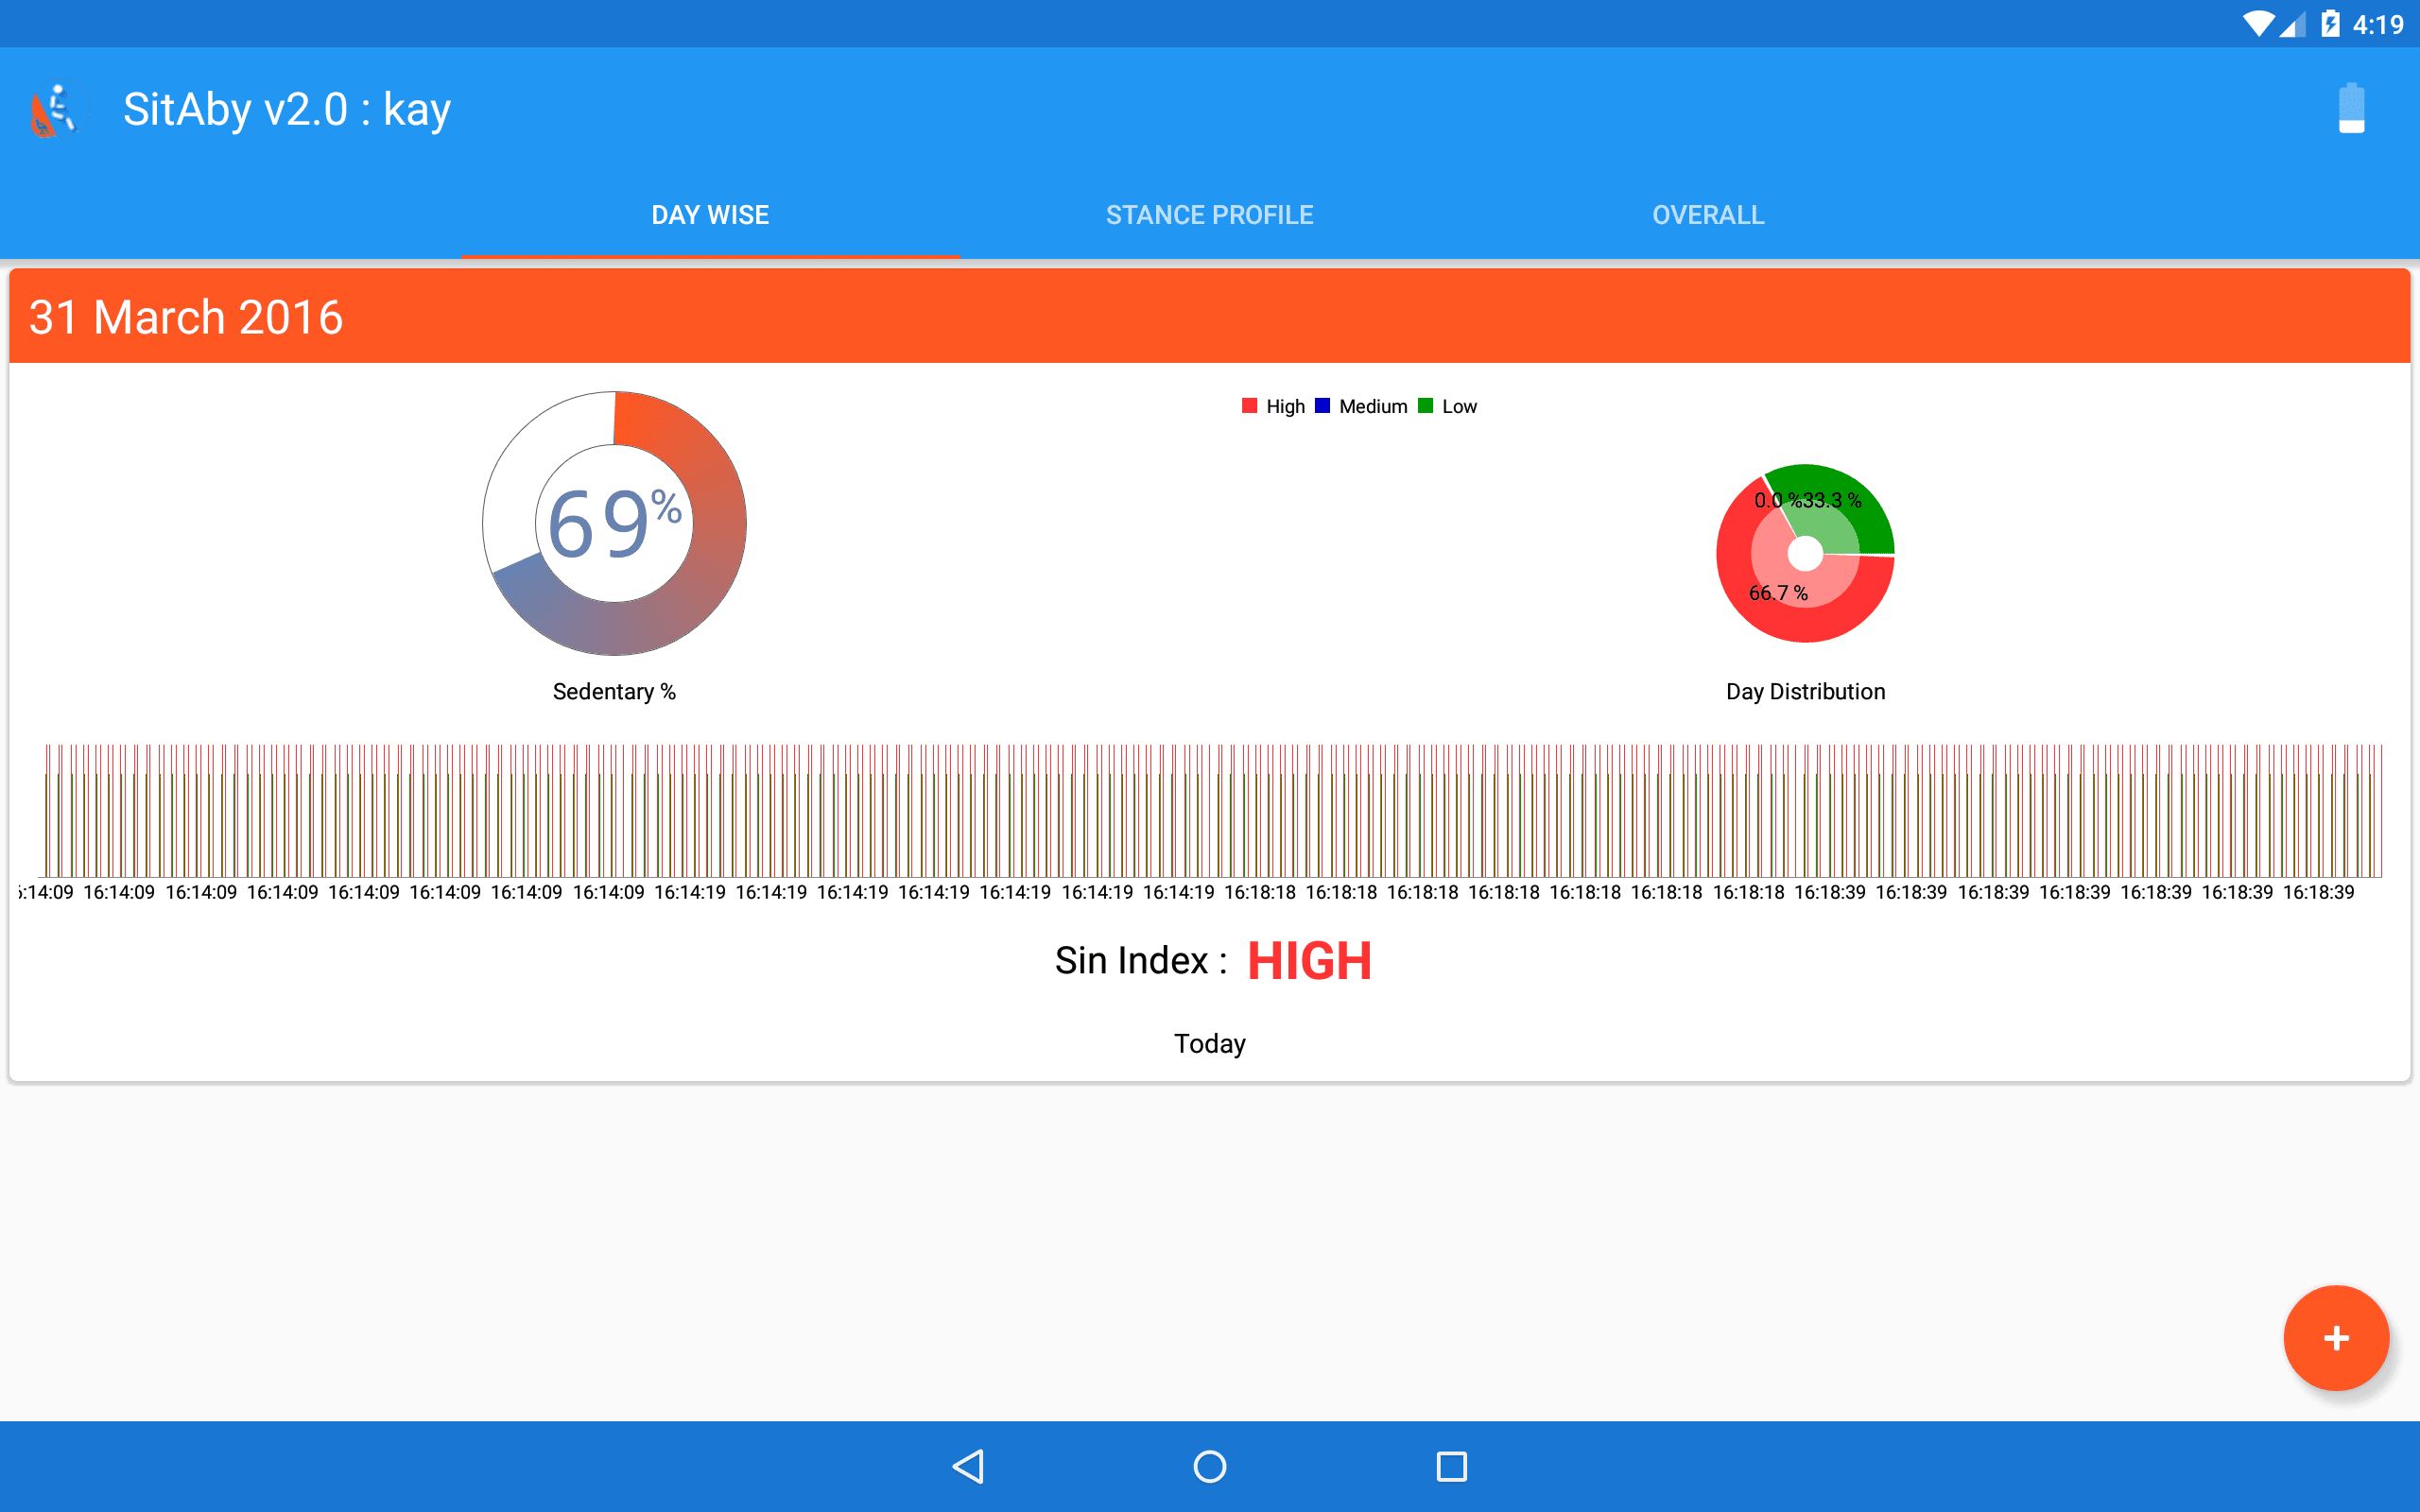 4:19
SitAby v2.0 : kay
DAY WISE STANCE PROFILE OVERALL
31 March 2016
High Medium Low
69%
0.0 % 33.3 %
66.7 %
Sedentary % Day Distribution
:14:09 16:14:09 16:14:09 16:14:09 16:14:09 16:14:09 16:14:09 16:14:09 16:14:19 16:14:19 16:14:19 16:14:19 16:14:19 16:14:19 16:14:19 16:18:18 16:18:18 16:18:18 16:18:18 16:18:18 16:18:18 16:18:18 16:18:39 16:18:39 16:18:39 16:18:39 16:18:39 16:18:39 16:18:39
Sin Index : HIGH
Today